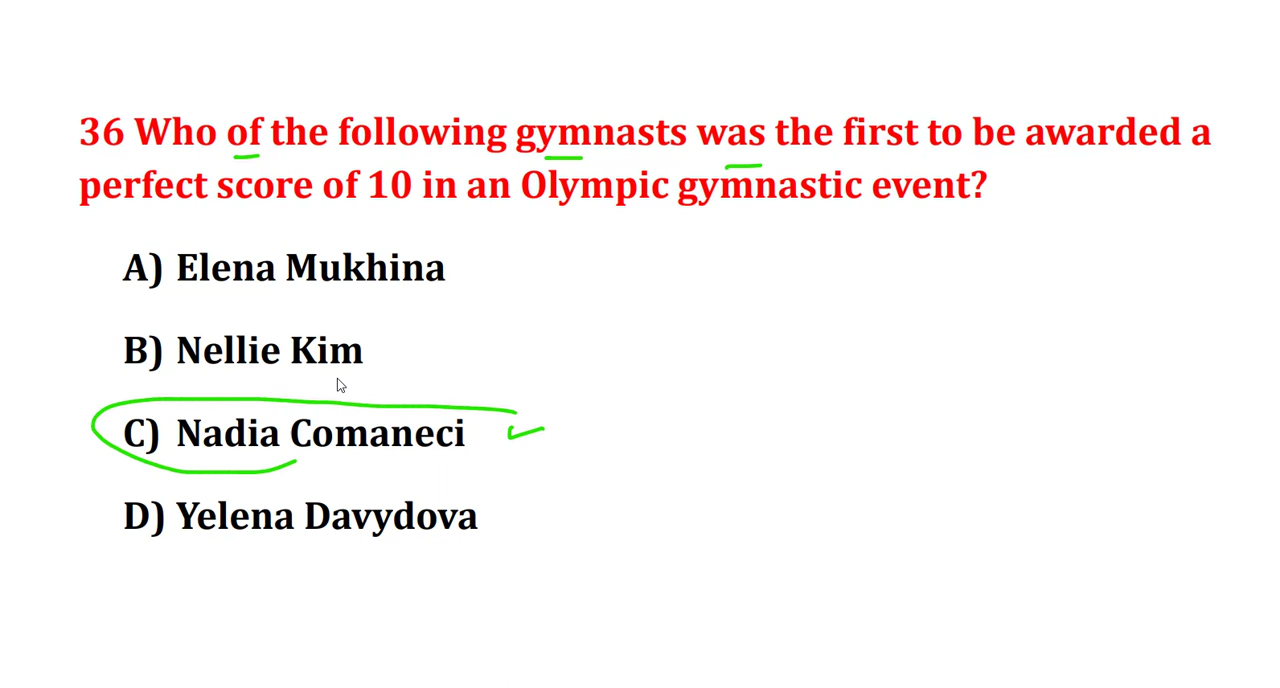 36 Who of the following gymnasts was the first to be awarded a
perfect score of 10 in an Olympic gymnastic event?
A) Elena Mukhina
B) Nellie Kim
C) Nadia Comaneci
D) Yelena Davydova